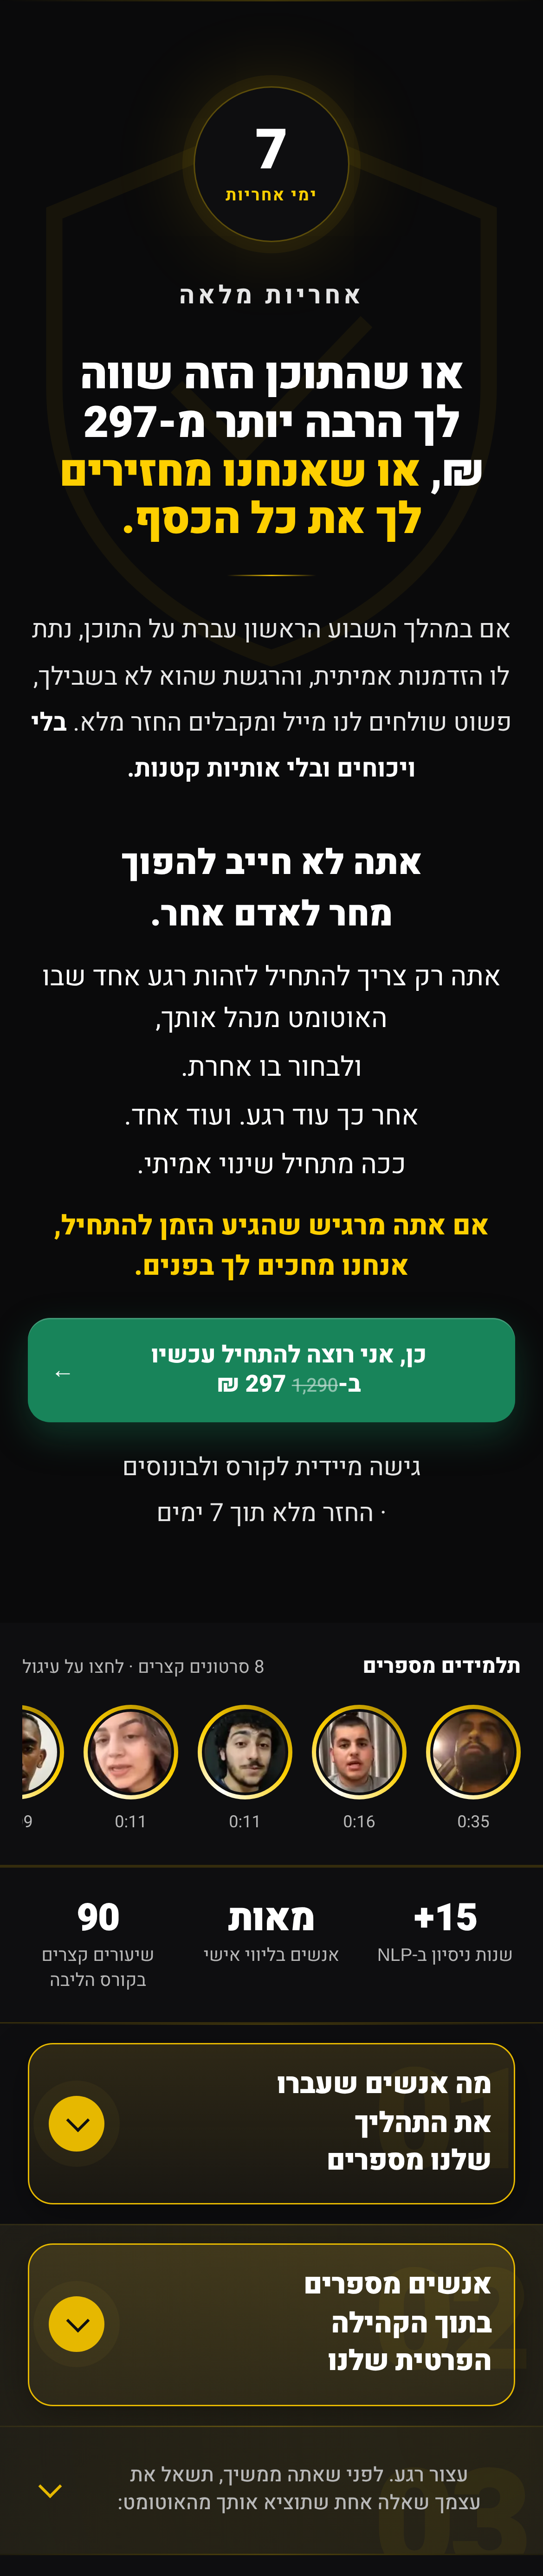 7
ימי אחריות
אחריות מלאה
או שהתוכן הזה שווה
לך הרבה יותר מ-297
₪, או שאנחנו מחזירים
לך את כל הכסף.
אם במהלך השבוע הראשון עברת על התוכן, נתת
לו הזדמנות אמיתית, והרגשת שהוא לא בשבילך,
פשוט שולחים לנו מייל ומקבלים החזר מלא. בלי
ויכוחים ובלי אותיות קטנות.
אתה לא חייב להפוך
מחר לאדם אחר.
אתה רק צריך להתחיל לזהות רגע אחד שבו
האוטומט מנהל אותך,
ולבחור בו אחרת.
אחר כך עוד רגע. ועוד אחד.
ככה מתחיל שינוי אמיתי.
אם אתה מרגיש שהגיע הזמן להתחיל,
אנחנו מחכים לך בפנים.
כן, אני רוצה להתחיל עכשיו
ב-1,290 297 ₪ ←
גישה מיידית לקורס ולבונוסים
· החזר מלא תוך 7 ימים
תלמידים מספרים
8 סרטונים קצרים · לחצו על עיגול
0:35
0:16
0:11
0:11
9
15+
שנות ניסיון ב-NLP
מאות
אנשים בליווי אישי
90
שיעורים קצרים
בקורס הליבה
01
מה אנשים שעברו
את התהליך
שלנו מספרים
02
אנשים מספרים
בתוך הקהילה
הפרטית שלנו
03
עצור רגע. לפני שאתה ממשיך, תשאל את
עצמך שאלה אחת שתוציא אותך מהאוטומט: